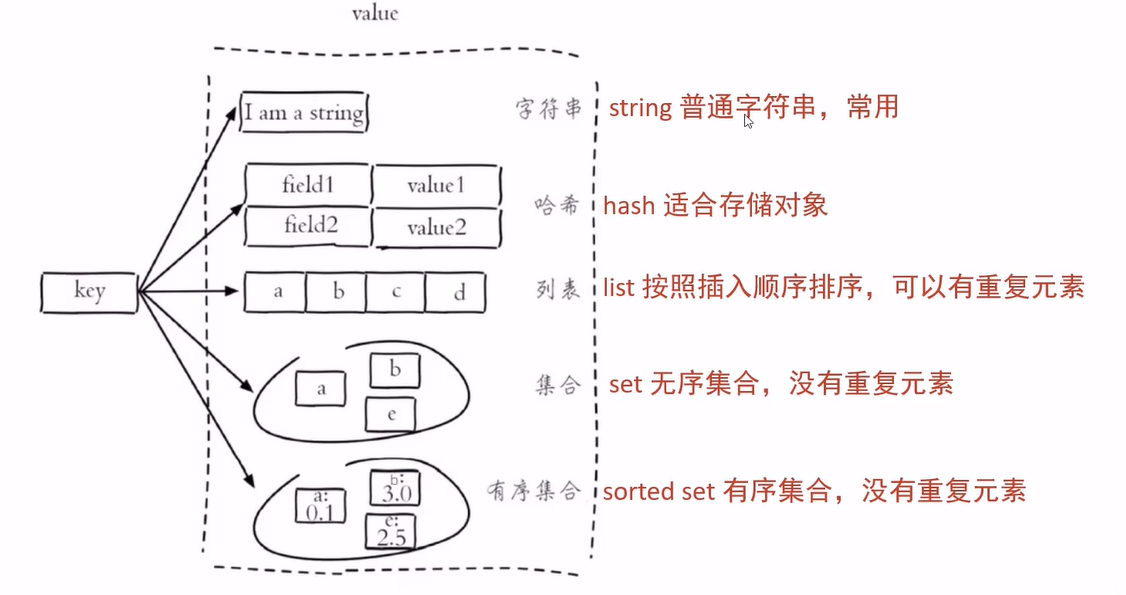 value
I am a string
字符串
string 普通字符串，常用
field1
value1
field2
value2
哈希
hash 适合存储对象
key
a
b
c
d
列表
list 按照插入顺序排序，可以有重复元素
a
b
e
集合
set 无序集合，没有重复元素
a:
0.1
b:
3.0
e:
2.5
有序集合
sorted set 有序集合，没有重复元素